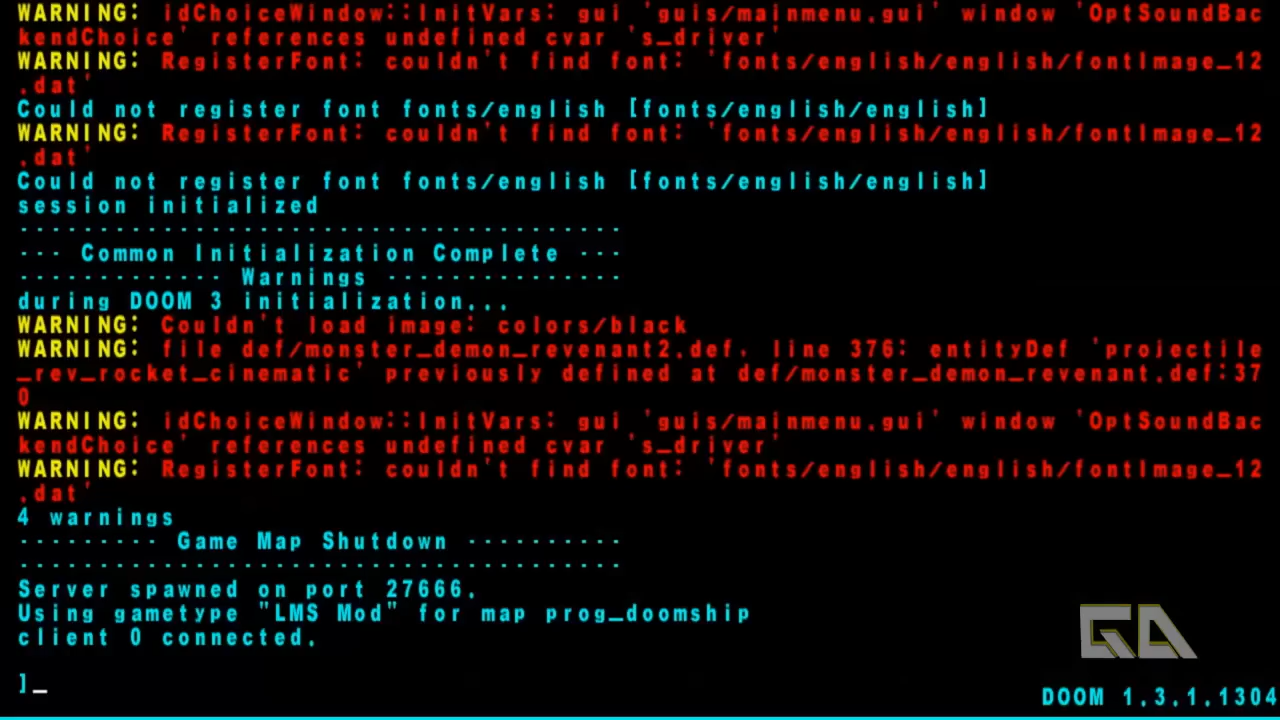 WARNING: idChoiceWindow::InitVars: gui 'guis/mainmenu.gui' window 'OptSoundBac
kendChoice' references undefined cvar 's_driver'
WARNING: RegisterFont: couldn't find font: 'fonts/english/english/fontImage_12
.dat'
Could not register font fonts/english [fonts/english/english]
WARNING: RegisterFont: couldn't find font: 'fonts/english/english/fontImage_12
.dat'
Could not register font fonts/english [fonts/english/english]
session initialized
--------------------------------------
--- Common Initialization Complete ---
------------- Warnings ---------------
during DOOM 3 initialization...
WARNING: Couldn't load image: colors/black
WARNING: file def/monster_demon_revenant2.def, line 376: entityDef 'projectile
_rev_rocket_cinematic' previously defined at def/monster_demon_revenant.def:37
0
WARNING: idChoiceWindow::InitVars: gui 'guis/mainmenu.gui' window 'OptSoundBac
kendChoice' references undefined cvar 's_driver'
WARNING: RegisterFont: couldn't find font: 'fonts/english/english/fontImage_12
.dat'
4 warnings
--------- Game Map Shutdown ----------
--------------------------------------
Server spawned on port 27666.
Using gametype "LMS Mod" for map prog_doomship
client 0 connected.
GA
]_
DOOM 1.3.1.1304